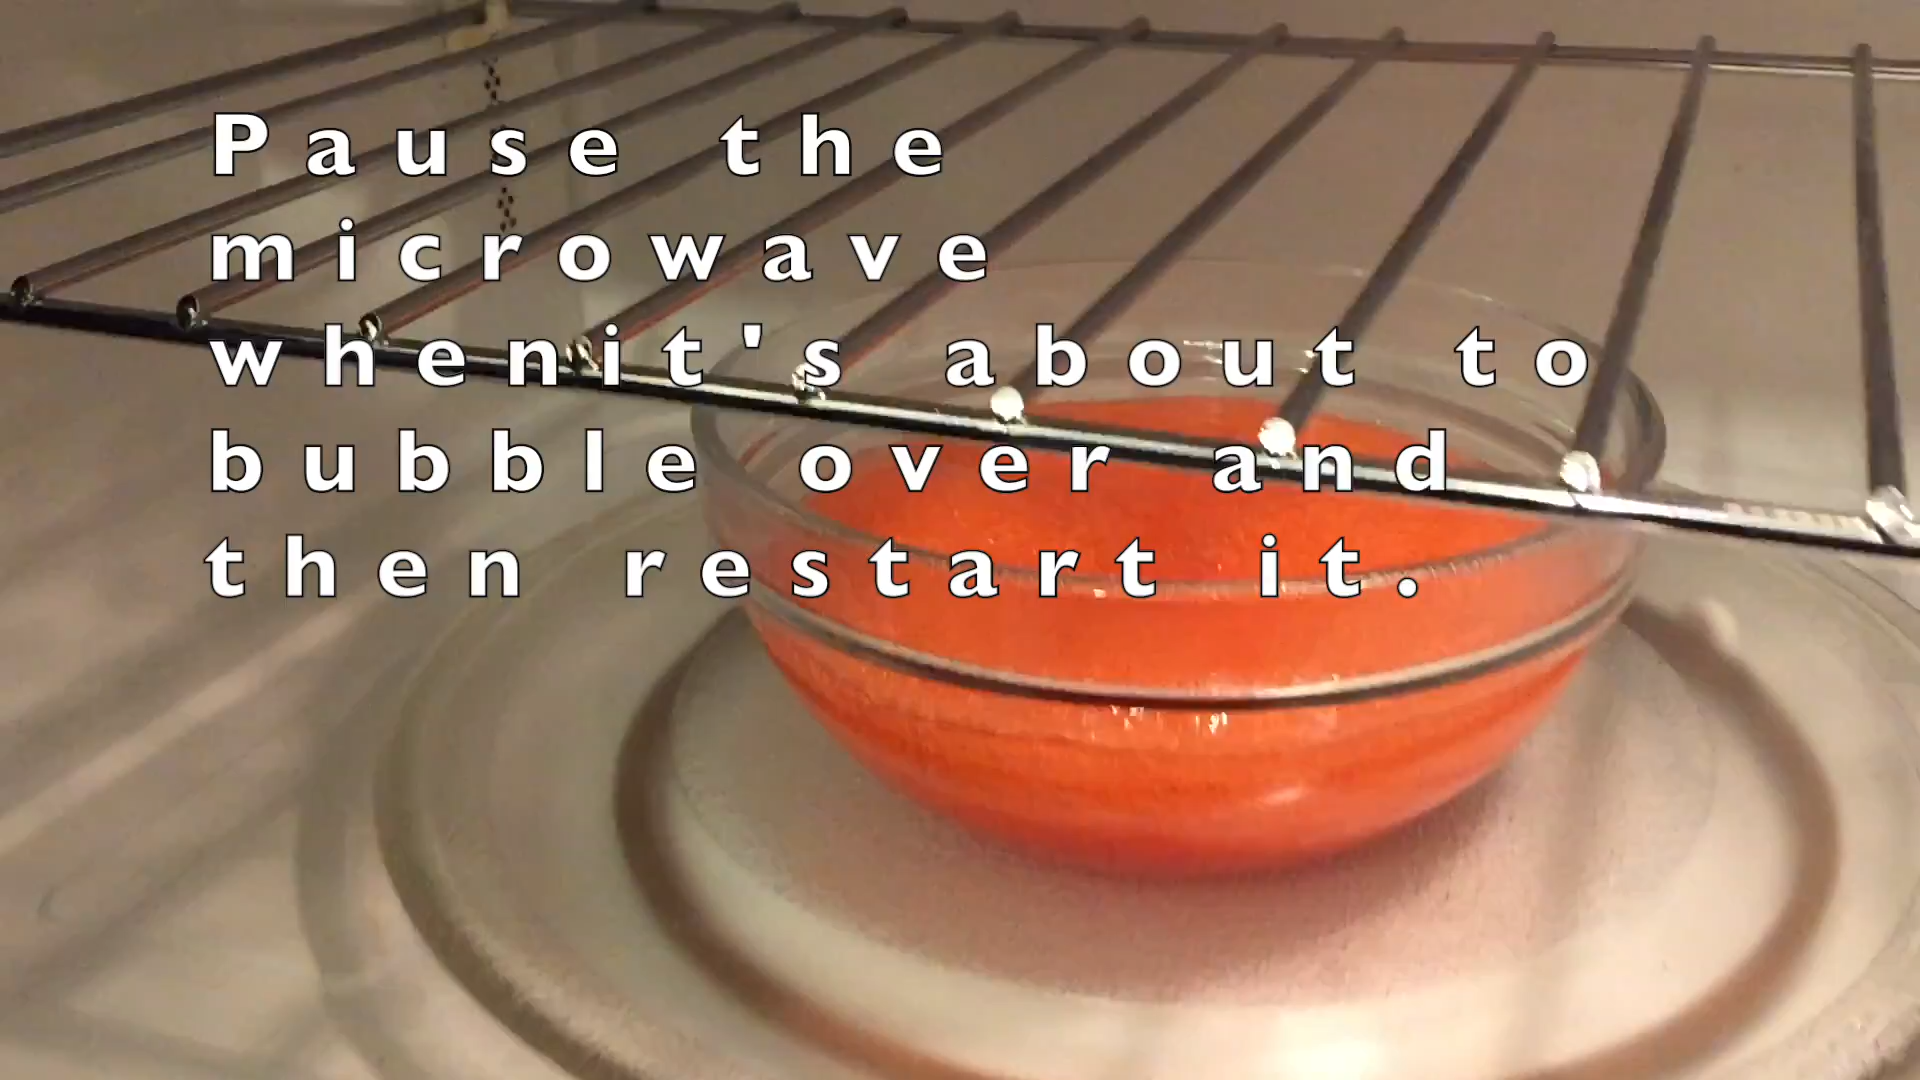 Pause the
microwave
whenit's about to
bubble over and
then restart it.